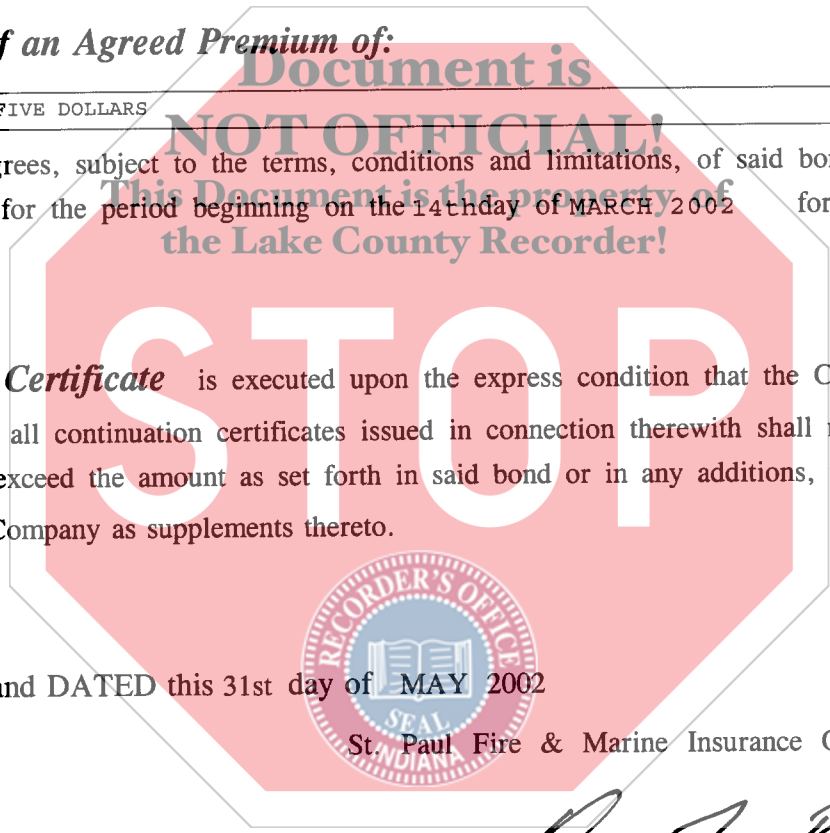 an Agreed Premium of:
Document is
FIVE DOLLARS
NOT OFFICIAL!
subject to the terms, conditions and limitations, of said
This Document is the property of
for the period beginning on the 14thday of MARCH 2002 for
the Lake County Recorder!
STOP
Certificate is executed upon the express condition that the
all continuation certificates issued in connection therewith shall
exceed the amount as set forth in said bond or in any additions,
Company as supplements thereto.
RECORDER'S OFFICE
and DATED this 31st day of MAY 2002
SEAL
St. Paul Fire & Marine Insurance
INDIANA